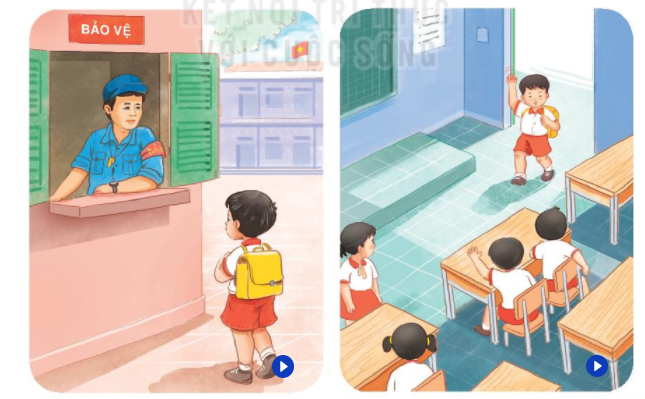 KẾT NỐI TRI THỨC
VỚI CUỘC SỐNG
BẢO VỆ